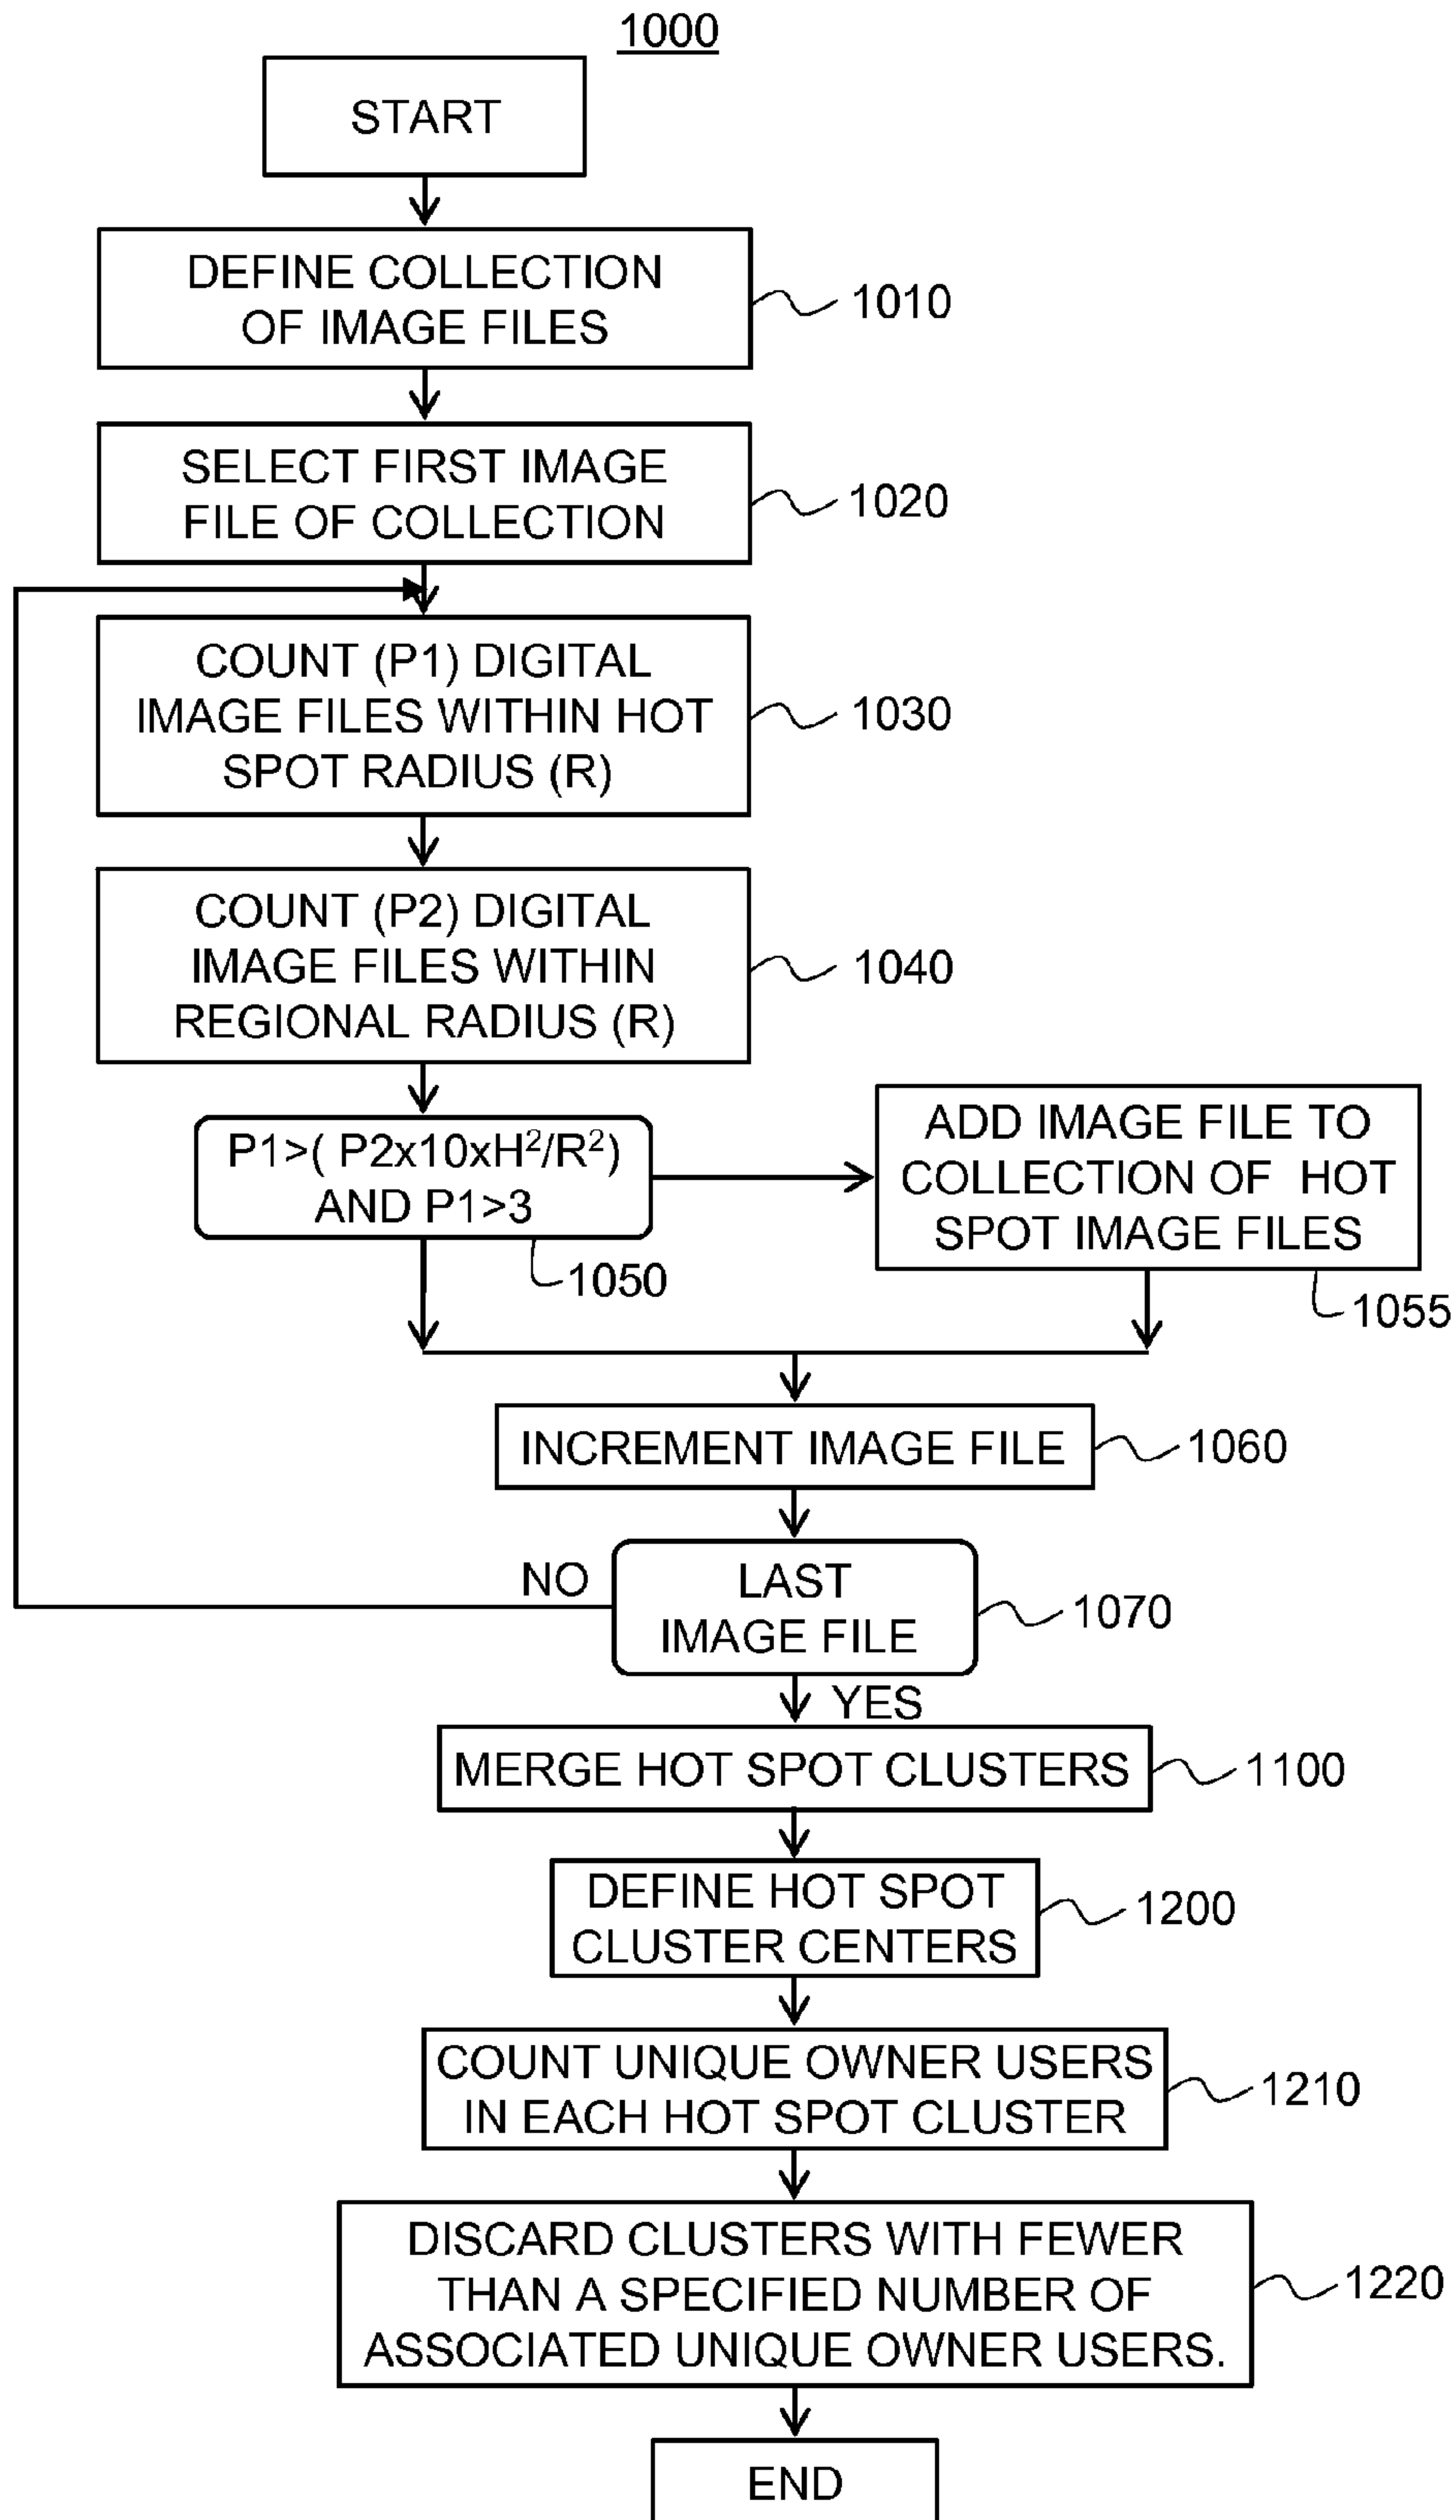 1000
START
DEFINE COLLECTION
OF IMAGE FILES
1010
SELECT FIRST IMAGE
FILE OF COLLECTION
1020
COUNT (P1) DIGITAL
IMAGE FILES WITHIN HOT
SPOT RADIUS (R)
1030
COUNT (P2) DIGITAL
IMAGE FILES WITHIN
REGIONAL RADIUS (R)
1040
P1>( P2x10xH²/R²)
AND P1>3
1050
ADD IMAGE FILE TO
COLLECTION OF HOT
SPOT IMAGE FILES
1055
INCREMENT IMAGE FILE
1060
NO
LAST
IMAGE FILE
1070
YES
MERGE HOT SPOT CLUSTERS
1100
DEFINE HOT SPOT
CLUSTER CENTERS
1200
COUNT UNIQUE OWNER USERS
IN EACH HOT SPOT CLUSTER
1210
DISCARD CLUSTERS WITH FEWER
THAN A SPECIFIED NUMBER OF
ASSOCIATED UNIQUE OWNER USERS.
1220
END